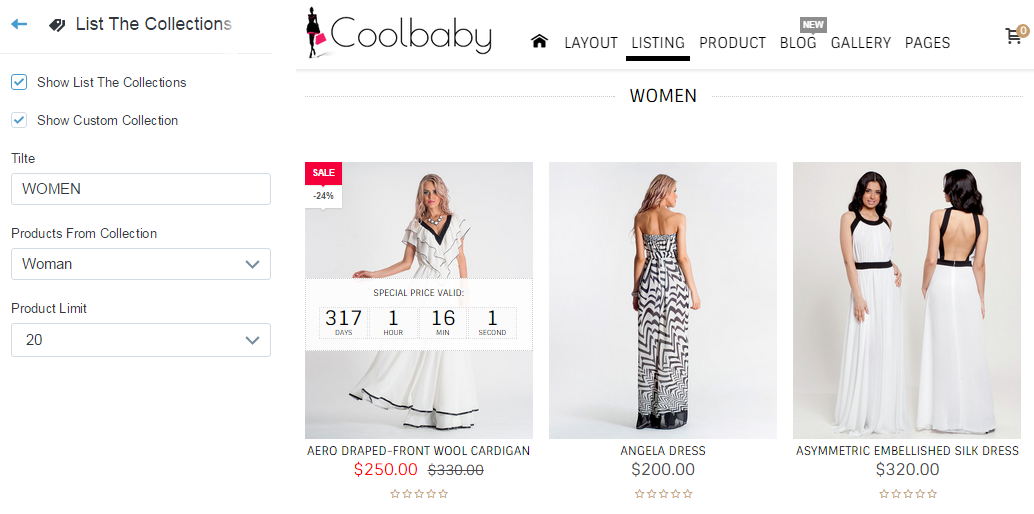 List The Collections
Show List The Collections
Show Custom Collection
Tilte
WOMEN
Products From Collection
Woman
Product Limit
20
Coolbaby
NEW
LAYOUT LISTING PRODUCT BLOG GALLERY PAGES
0
WOMEN
SALE
-24%
SPECIAL PRICE VALID:
317 1 16 1
DAYS HOUR MIN SECOND
AERO DRAPED-FRONT WOOL CARDIGAN
$250.00 $330.00
ANGELA DRESS
$200.00
ASYMMETRIC EMBELLISHED SILK DRESS
$320.00